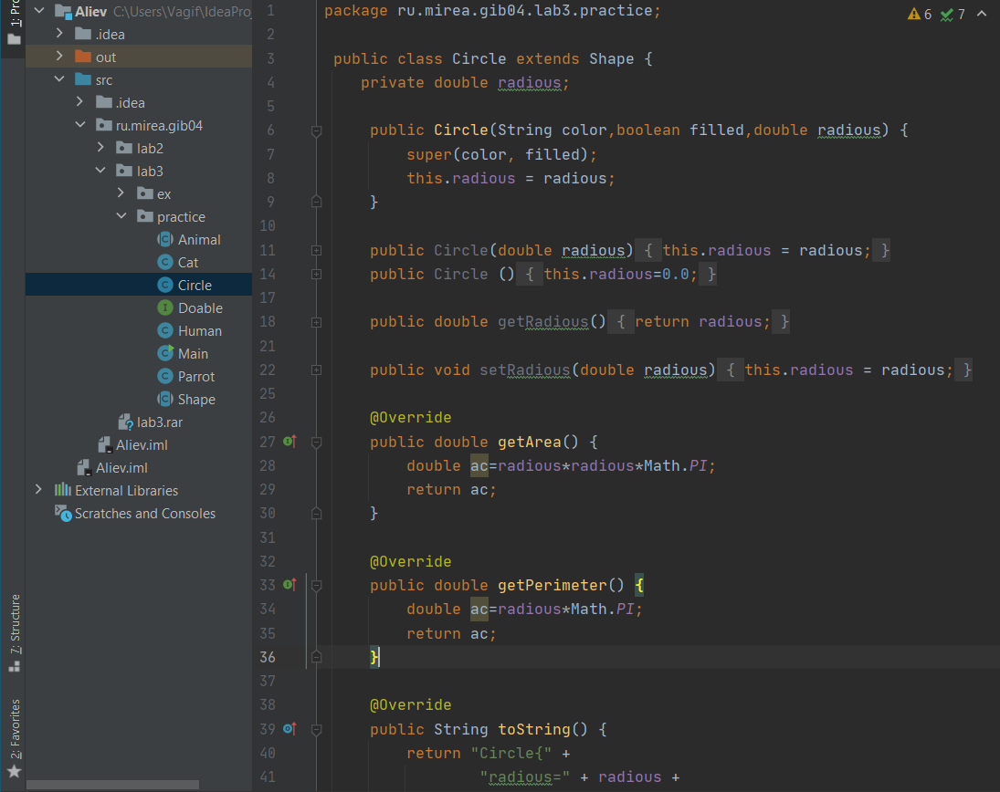 1: Pro
Aliev C:\Users\Vagif\IdeaProj
.idea
out
src
.idea
ru.mirea.gib04
lab2
lab3
ex
practice
Animal
Cat
Circle
Doable
Human
Main
Parrot
Shape
lab3.rar
Aliev.iml
Aliev.iml
External Libraries
Scratches and Consoles
7: Structure
2: Favorites
6 7
1 package ru.mirea.gib04.lab3.practice;
2
3 public class Circle extends Shape {
4 private double radious;
5
6 public Circle(String color,boolean filled,double radious) {
7 super(color, filled);
8 this.radious = radious;
9 }
10
11 public Circle(double radious) { this.radious = radious; }
14 public Circle () { this.radious=0.0; }
17
18 public double getRadious() { return radious; }
21
22 public void setRadious(double radious) { this.radious = radious; }
25
26 @Override
27 public double getArea() {
28 double ac=radious*radious*Math.PI;
29 return ac;
30 }
31
32 @Override
33 public double getPerimeter() {
34 double ac=radious*Math.PI;
35 return ac;
36 }
37
38 @Override
39 public String toString() {
40 return "Circle{" +
41 "radious=" + radious +